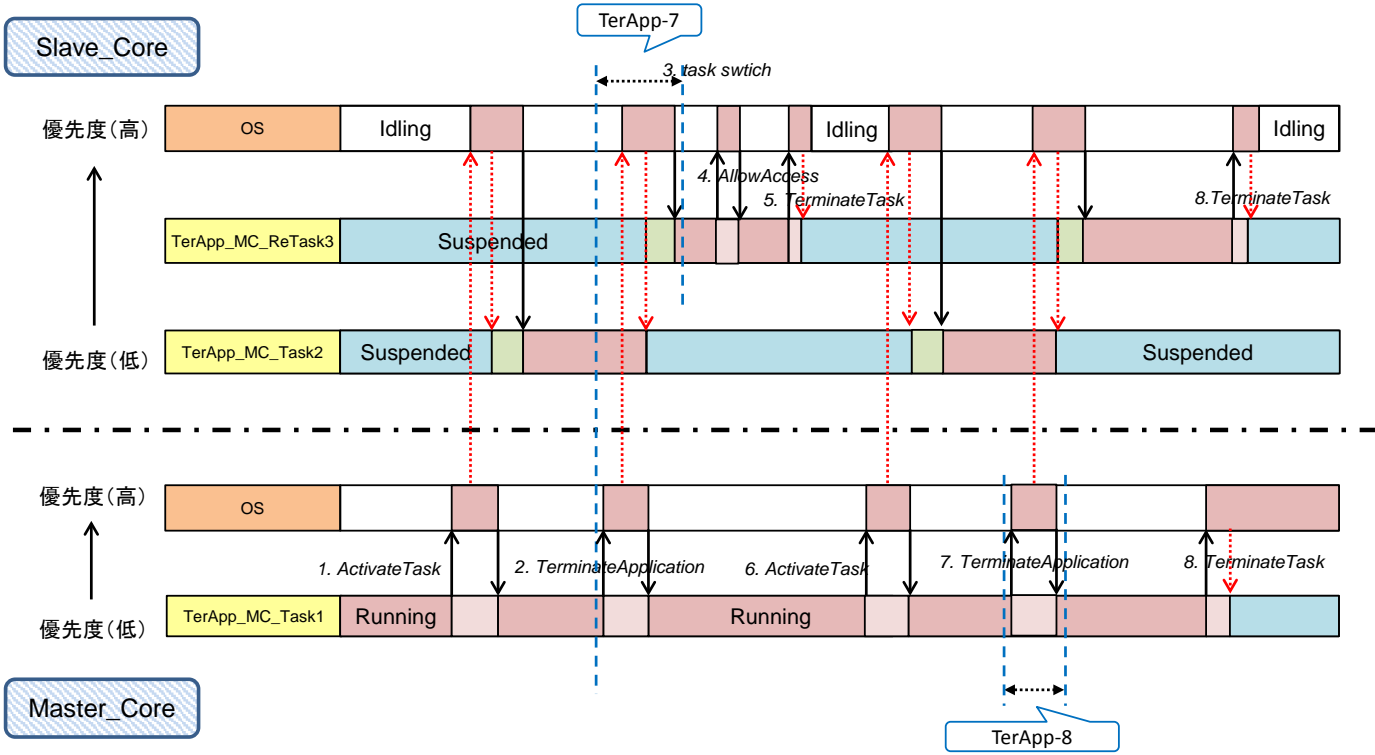 TerApp-7
Slave_Core
3. task swtich
優先度(高)
OS
Idling
Idling
Idling
4. AllowAccess
5. TerminateTask
8.TerminateTask
TerApp_MC_ReTask3
Suspended
優先度(低)
TerApp_MC_Task2
Suspended
Suspended
優先度(高)
OS
1. ActivateTask
2. TerminateApplication
6. ActivateTask
7. TerminateApplication
8. TerminateTask
優先度(低)
TerApp_MC_Task1
Running
Running
Master_Core
TerApp-8